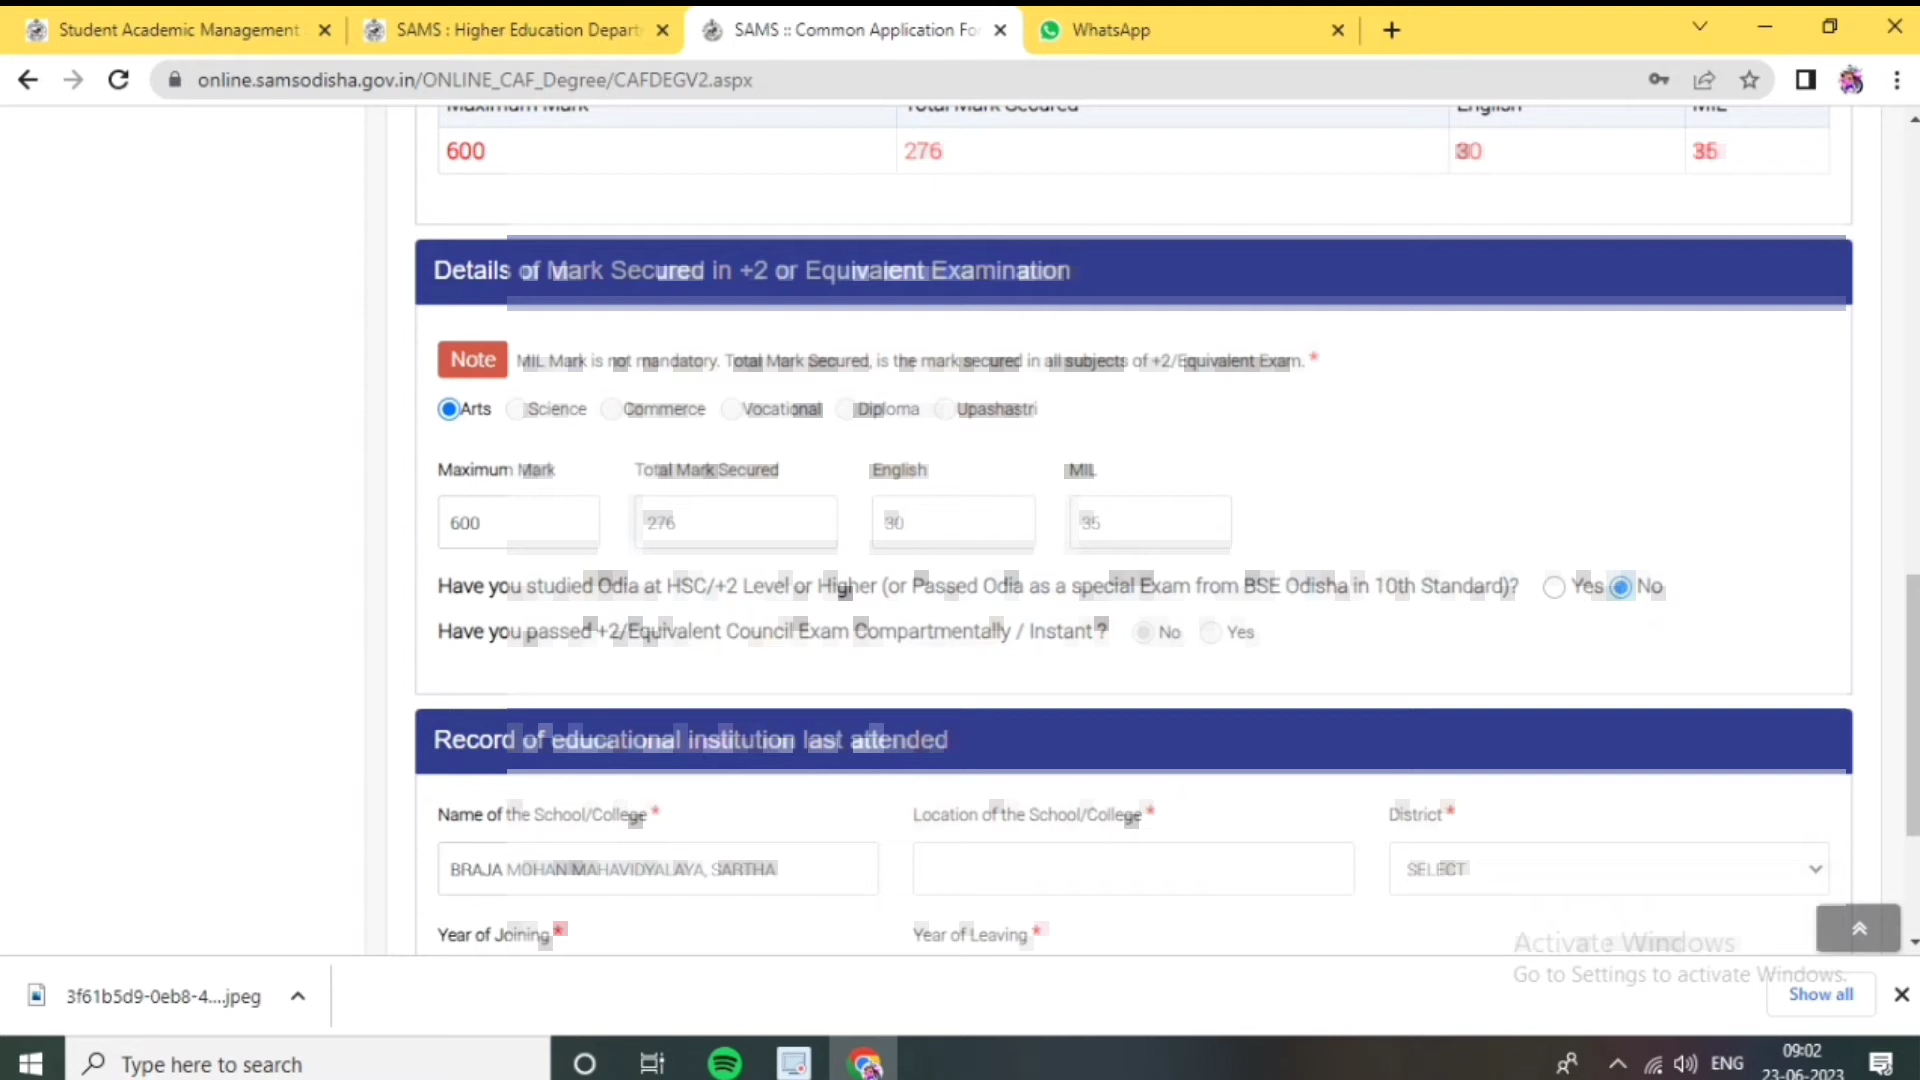 Student Academic Management
SAMS : Higher Education Depart
SAMS :: Common Application Fo
WhatsApp
online.samsodisha.gov.in/ONLINE_CAF_Degree/CAFDEGV2.aspx
Maximum Mark Total Mark Secured English MIL
600 276 30 35
Details of Mark Secured in +2 or Equivalent Examination
Note MIL Mark is not mandatory. Total Mark Secured, is the mark secured in all subjects of +2/Equivalent Exam. *
Arts Science Commerce Vocational Diploma Upashastri
Maximum Mark Total Mark Secured English MIL
600 276 30 35
Have you studied Odia at HSC/+2 Level or Higher (or Passed Odia as a special Exam from BSE Odisha in 10th Standard)? Yes No
Have you passed +2/Equivalent Council Exam Compartmentally / Instant ? No Yes
Record of educational institution last attended
Name of the School/College * Location of the School/College * District *
BRAJA MOHAN MAHAVIDYALAYA, SARTHA SELECT
Year of Joining * Year of Leaving *
Activate Windows
Go to Settings to activate Windows.
3f61b5d9-0eb8-4....jpeg
Show all
Type here to search
ENG
09:02
23-06-2023